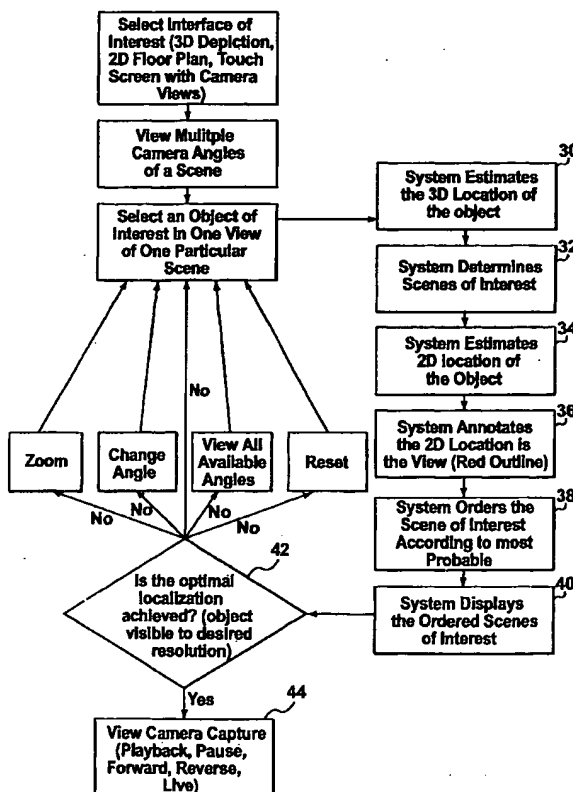 Select Interface of
Interest (3D Depiction,
2D Floor Plan, Touch
Screen with Camera
Views)
View Mulitple
Camera Angles
of a Scene
Select an Object of
Interest in One View
of One Particular
Scene
30
System Estimates
the 3D Location of
the object
32
System Determines
Scenes of Interest
34
System Estimates
2D location of
the Object
36
System Annotates
the 2D Location is
the View (Red Outline)
38
System Orders the
Scene of Interest
According to most
Probable
40
System Displays
the Ordered Scenes
of Interest
No
Zoom
Change
Angle
View All
Available
Angles
Reset
No
No
No
No
42
Is the optimal
localization
achieved? (object
visible to desired
resolution)
Yes
44
View Camera Capture
(Playback, Pause,
Forward, Reverse,
Live)